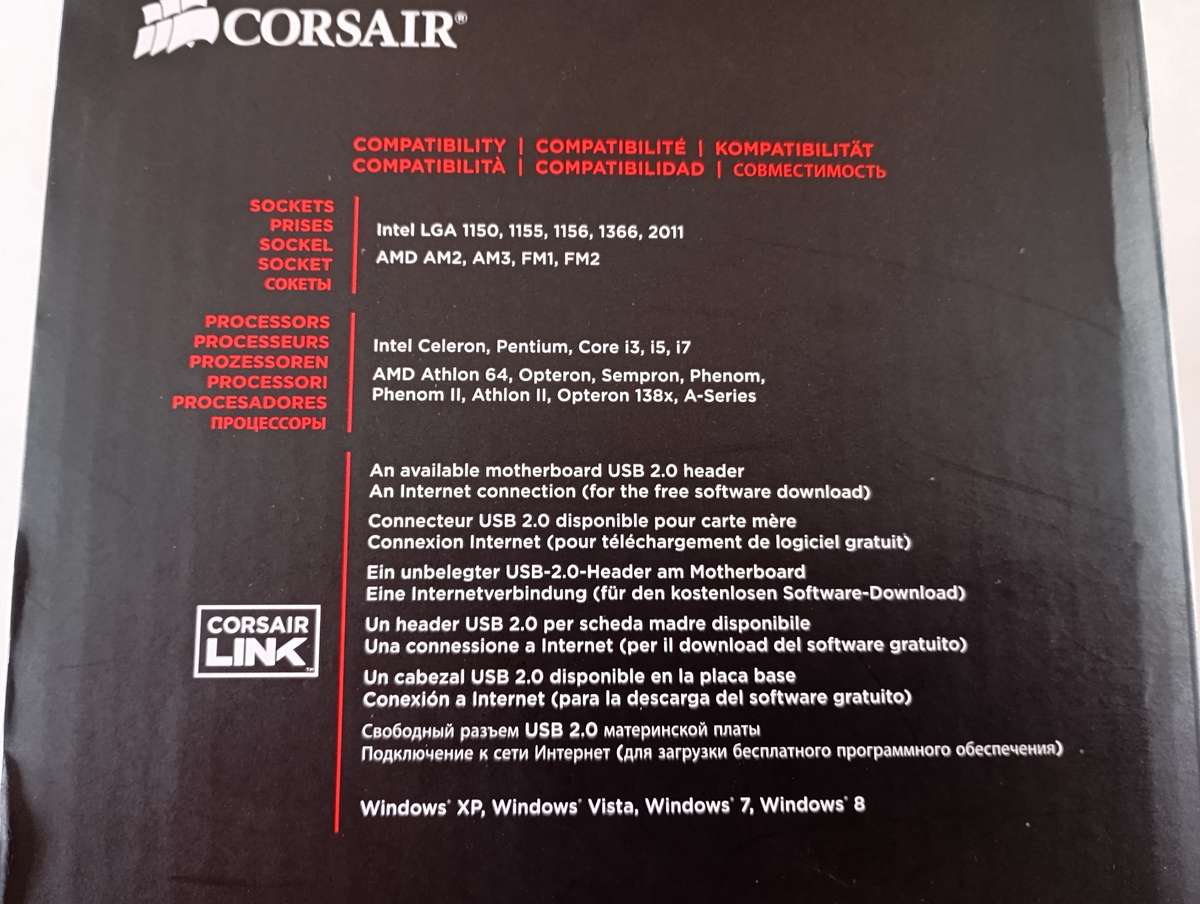 CORSAIR®
COMPATIBILITY | COMPATIBILITÉ | KOMPATIBILITÄT
COMPATIBILITÀ | COMPATIBILIDAD | СОВМЕСТИМОСТЬ
SOCKETS
PRISES
SOCKEL
SOCKET
СОКЕТЫ
Intel LGA 1150, 1155, 1156, 1366, 2011
AMD AM2, AM3, FM1, FM2
PROCESSORS
PROCESSEURS
PROZESSOREN
PROCESSORI
PROCESADORES
ПРОЦЕССОРЫ
Intel Celeron, Pentium, Core i3, i5, i7
AMD Athlon 64, Opteron, Sempron, Phenom,
Phenom II, Athlon II, Opteron 138x, A-Series
CORSAIR
LINK™
An available motherboard USB 2.0 header
An Internet connection (for the free software download)
Connecteur USB 2.0 disponible pour carte mère
Connexion Internet (pour téléchargement de logiciel gratuit)
Ein unbelegter USB-2.0-Header am Motherboard
Eine Internetverbindung (für den kostenlosen Software-Download)
Un header USB 2.0 per scheda madre disponibile
Una connessione a Internet (per il download del software gratuito)
Un cabezal USB 2.0 disponible en la placa base
Conexión a Internet (para la descarga del software gratuito)
Свободный разъем USB 2.0 материнской платы
Подключение к сети Интернет (для загрузки бесплатного программного обеспечения)
Windows® XP, Windows® Vista, Windows® 7, Windows® 8